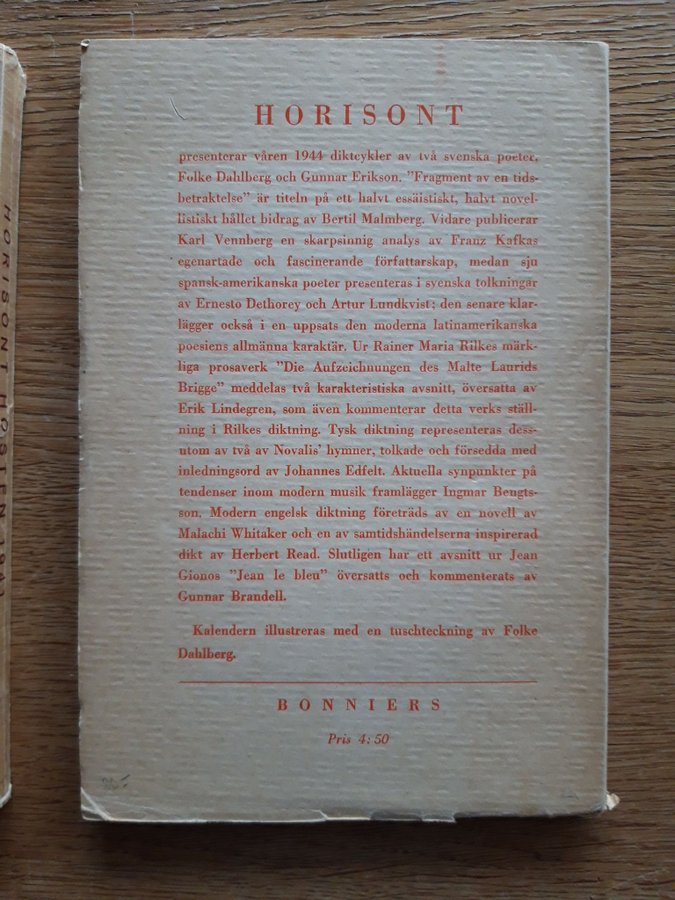 HORISONT
presenterar våren 1944 diktcykler av två svenska poeter,
Folke Dahlberg och Gunnar Erikson. ”Fragment av en tids-
betraktelse” är titeln på ett halvt essäistiskt, halvt novel-
listiskt hållet bidrag av Bertil Malmberg. Vidare publicerar
Karl Vennberg en skarpsinnig analys av Franz Kafkas
egenartade och fascinerande författarskap, medan sju
spansk-amerikanska poeter presenteras i svenska tolkningar
av Ernesto Dethorey och Artur Lundkvist; den senare klar-
lägger också i en uppsats den moderna latinamerikanska
poesiens allmänna karaktär. Ur Rainer Maria Rilkes märk-
liga prosaverk ”Die Aufzeichnungen des Malte Laurids
Brigge” meddelas två karakteristiska avsnitt, översatta av
Erik Lindegren, som även kommenterar detta verks ställ-
ning i Rilkes diktning. Tysk diktning representeras dess-
utom av två av Novalis’ hymner, tolkade och försedda med
inledningsord av Johannes Edfelt. Aktuella synpunkter på
tendenser inom modern musik framlägger Ingmar Bengts-
son. Modern engelsk diktning företräds av en novell av
Malachi Whitaker och en av samtidshändelserna inspirerad
dikt av Herbert Read. Slutligen har ett avsnitt ur Jean
Gionos ”Jean le bleu” översatts och kommenterats av
Gunnar Brandell.
Kalendern illustreras med en tuschteckning av Folke
Dahlberg.
BONNIERS
Pris 4:50
HORISONT HÖSTEN